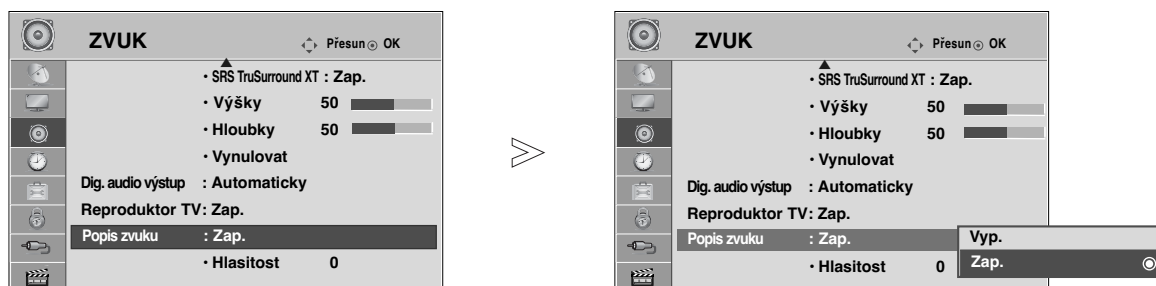 ZVUK Přesun OK
• SRS TruSurround XT : Zap.
• Výšky 50
• Hloubky 50
• Vynulovat
Dig. audio výstup : Automaticky
Reproduktor TV: Zap.
Popis zvuku : Zap.
• Hlasitost 0
>
ZVUK Přesun OK
• SRS TruSurround XT : Zap.
• Výšky 50
• Hloubky 50
• Vynulovat
Dig. audio výstup : Automaticky
Reproduktor TV: Zap.
Popis zvuku : Zap.
• Hlasitost 0
Vyp.
Zap.